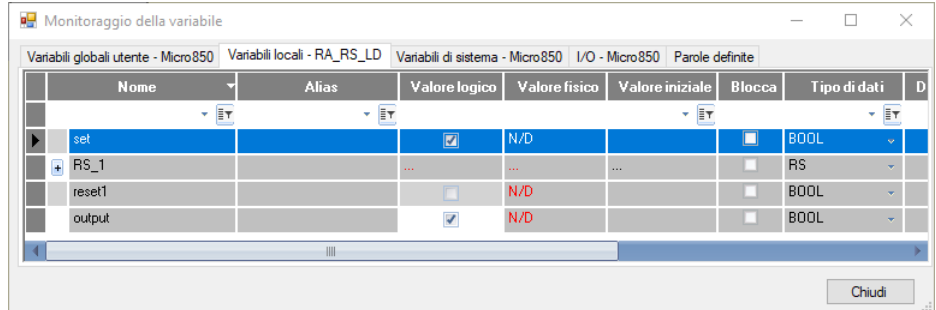 Monitoraggio della variabile
Variabili globali utente - Micro850 Variabili locali - RA_RS_LD Variabili di sistema - Micro850 I/O - Micro850 Parole definite
Nome Alias Valore logico Valore fisico Valore iniziale Blocca Tipo di dati D
set N/D BOOL
RS_1 ... ... ... RS
reset1 N/D BOOL
output N/D BOOL
Chiudi